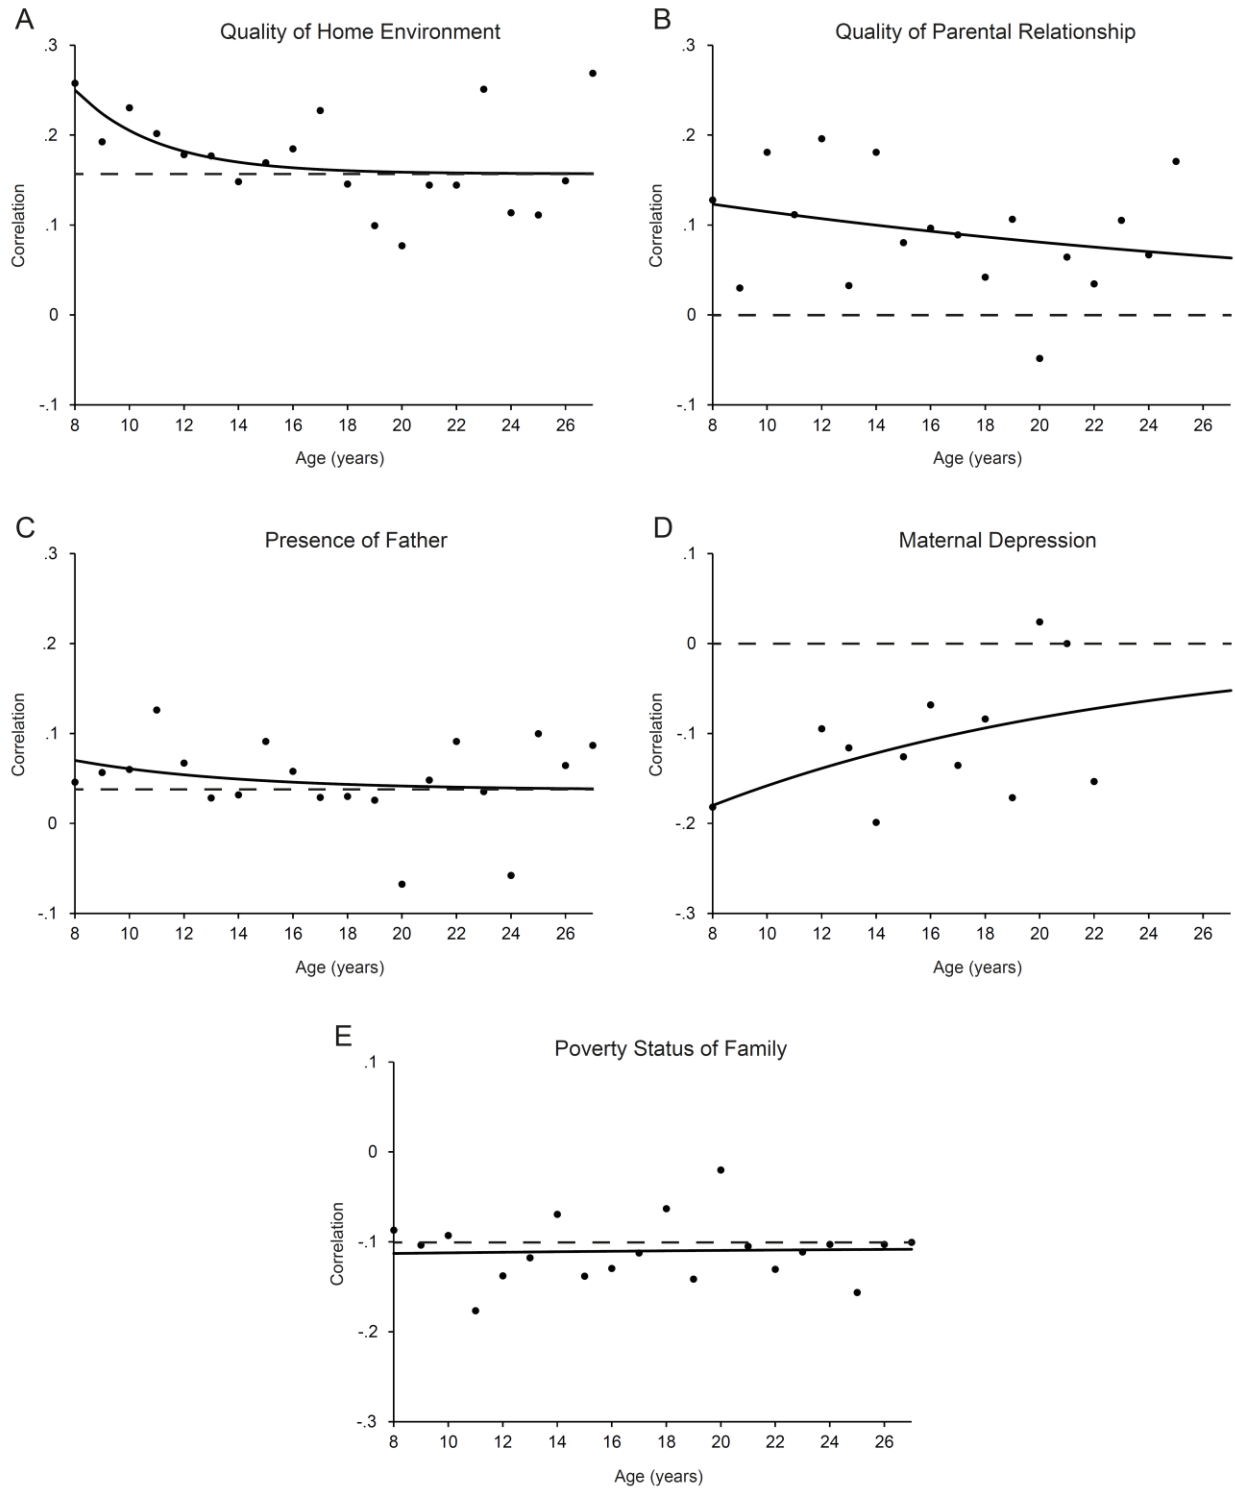 A
Quality of Home Environment
.3
.2
.1
0
-.1
Correlation
8 10 12 14 16 18 20 22 24 26
Age (years)
B
Quality of Parental Relationship
.3
.2
.1
0
-.1
Correlation
8 10 12 14 16 18 20 22 24 26
Age (years)
C
Presence of Father
.3
.2
.1
0
-.1
Correlation
8 10 12 14 16 18 20 22 24 26
Age (years)
D
Maternal Depression
.1
0
-.1
-.2
-.3
Correlation
8 10 12 14 16 18 20 22 24 26
Age (years)
E
Poverty Status of Family
.1
0
-.1
-.2
-.3
Correlation
8 10 12 14 16 18 20 22 24 26
Age (years)